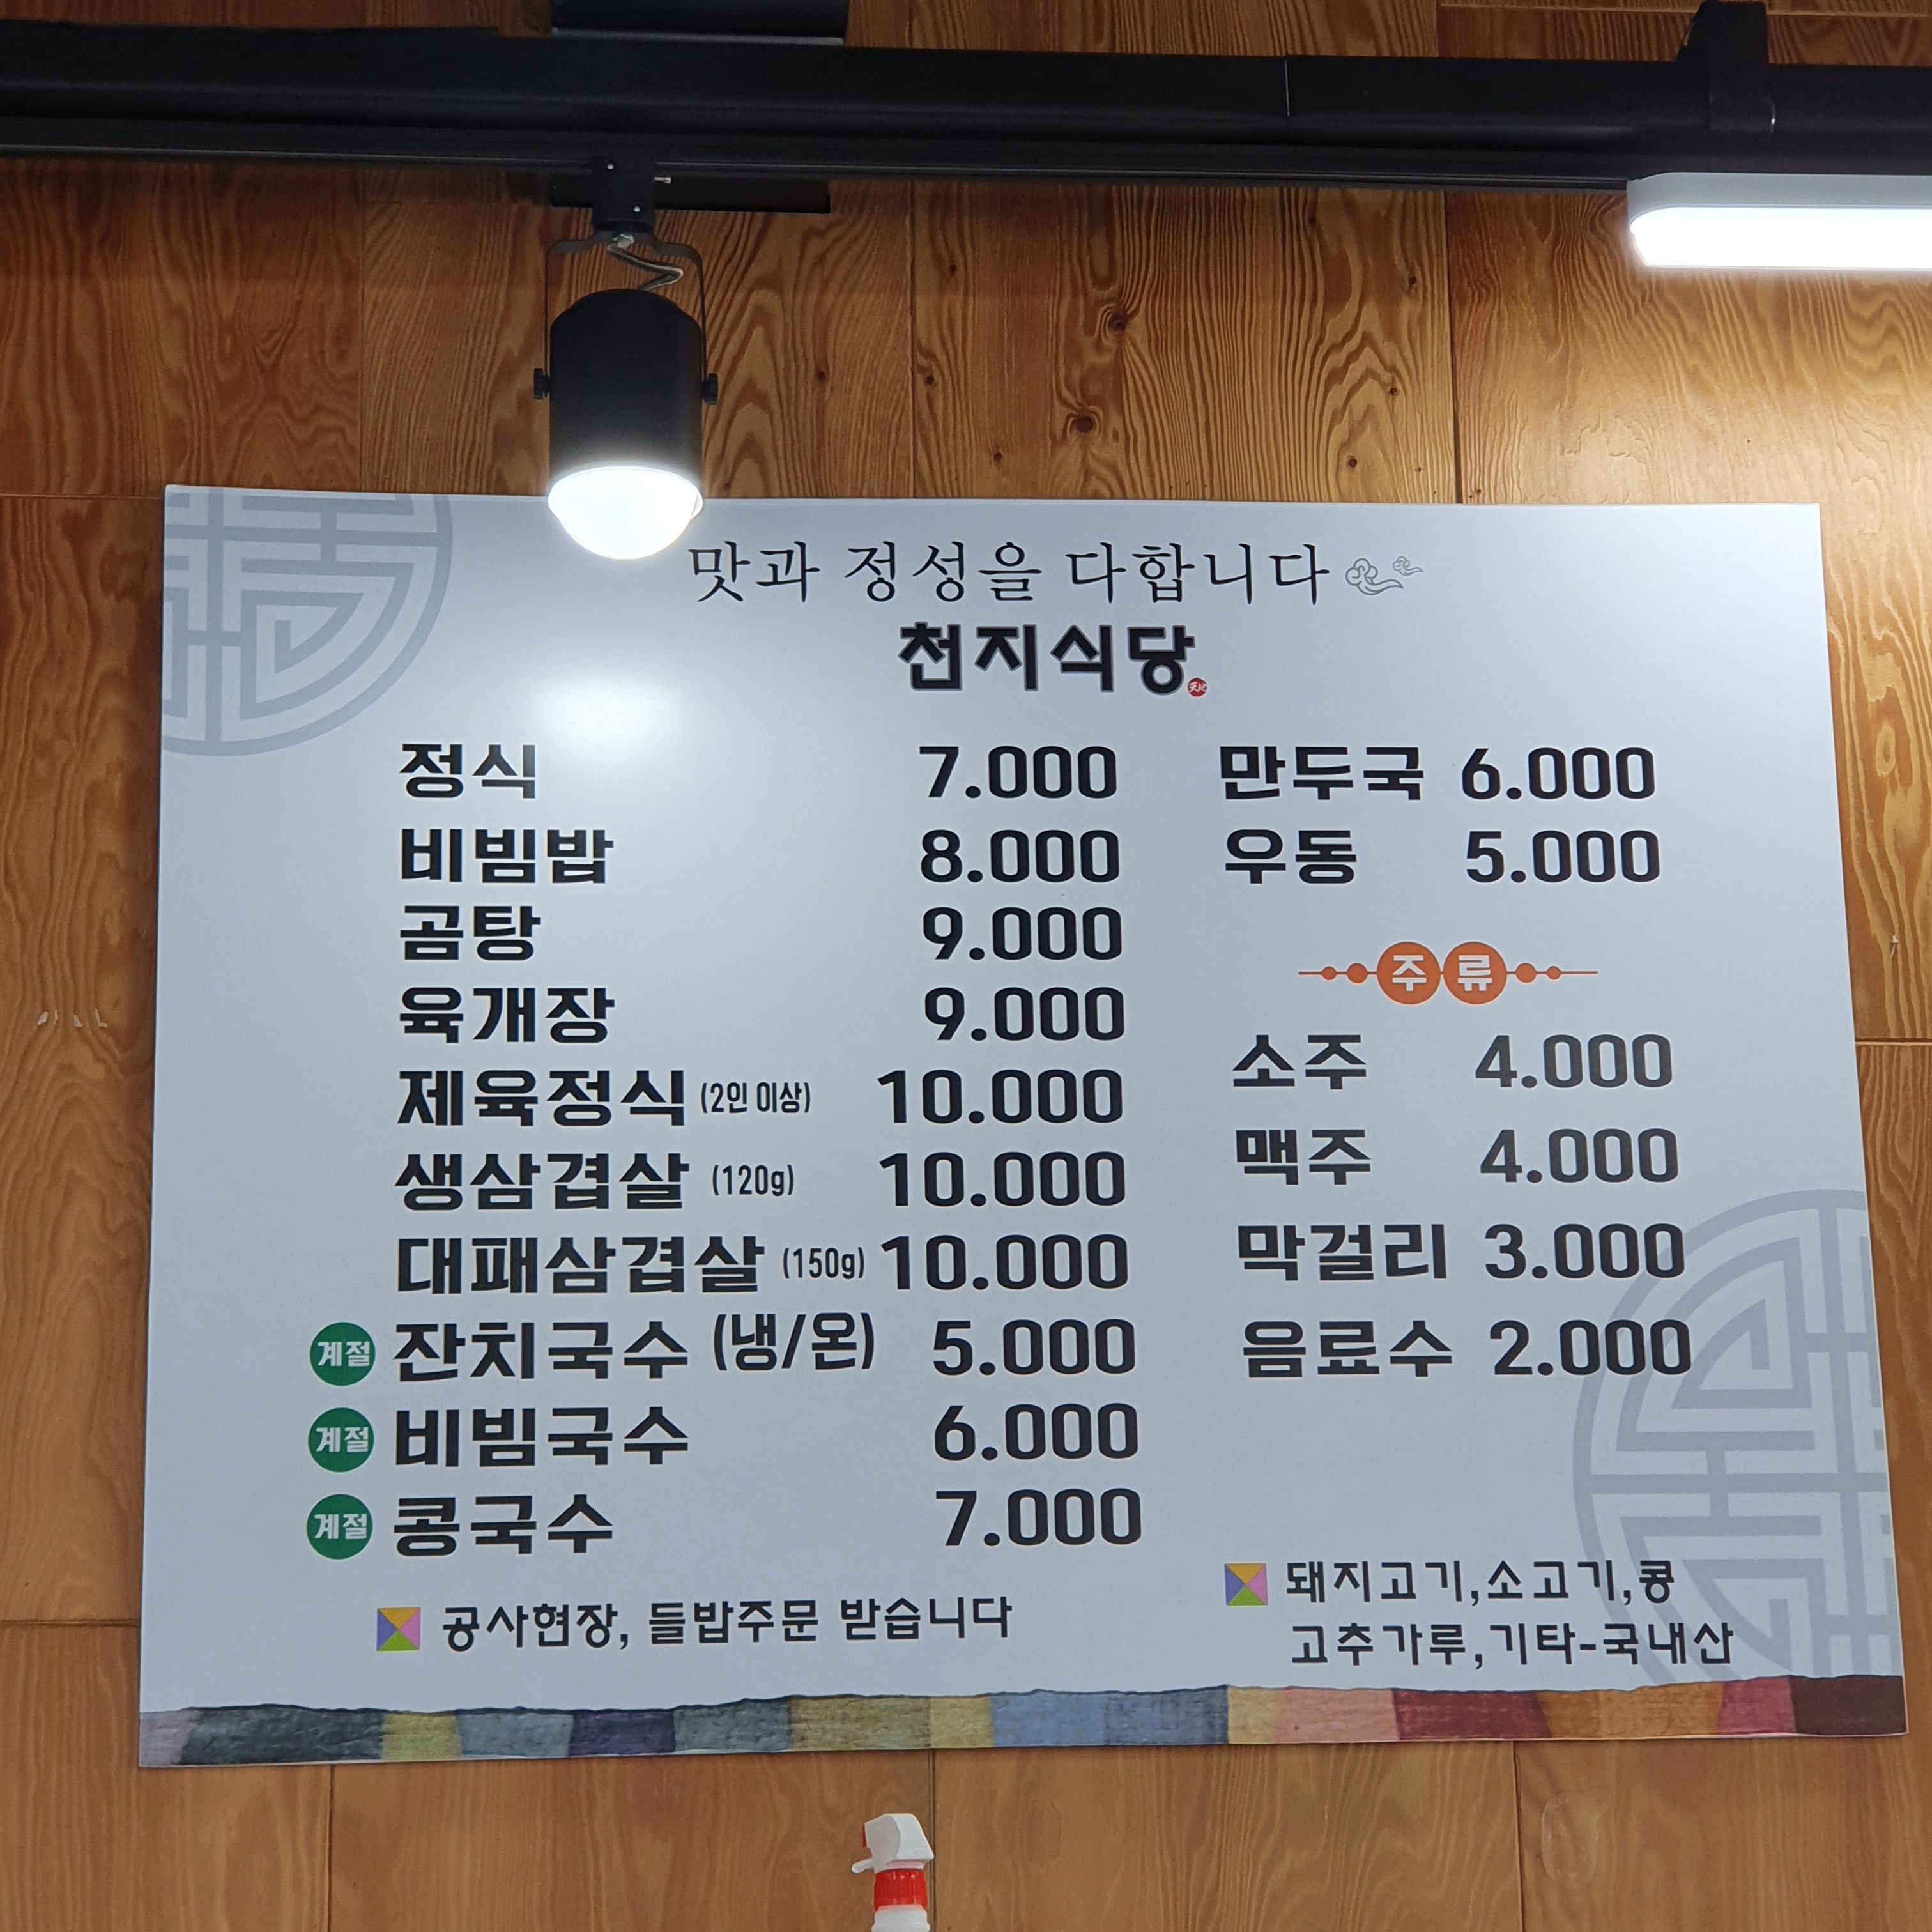 맛과 정성을 다합니다
천지식당
정식 7.000
비빔밥 8.000
곰탕 9.000
육개장 9.000
제육정식 (2인 이상) 10.000
생삼겹살 (120g) 10.000
대패삼겹살 (150g) 10.000
계절 잔치국수 (냉/온) 5.000
계절 비빔국수 6.000
계절 콩국수 7.000
공사현장, 들밥주문 받습니다
만두국 6.000
우동 5.000
주류
소주 4.000
맥주 4.000
막걸리 3.000
음료수 2.000
돼지고기,소고기,콩
고추가루,기타-국내산